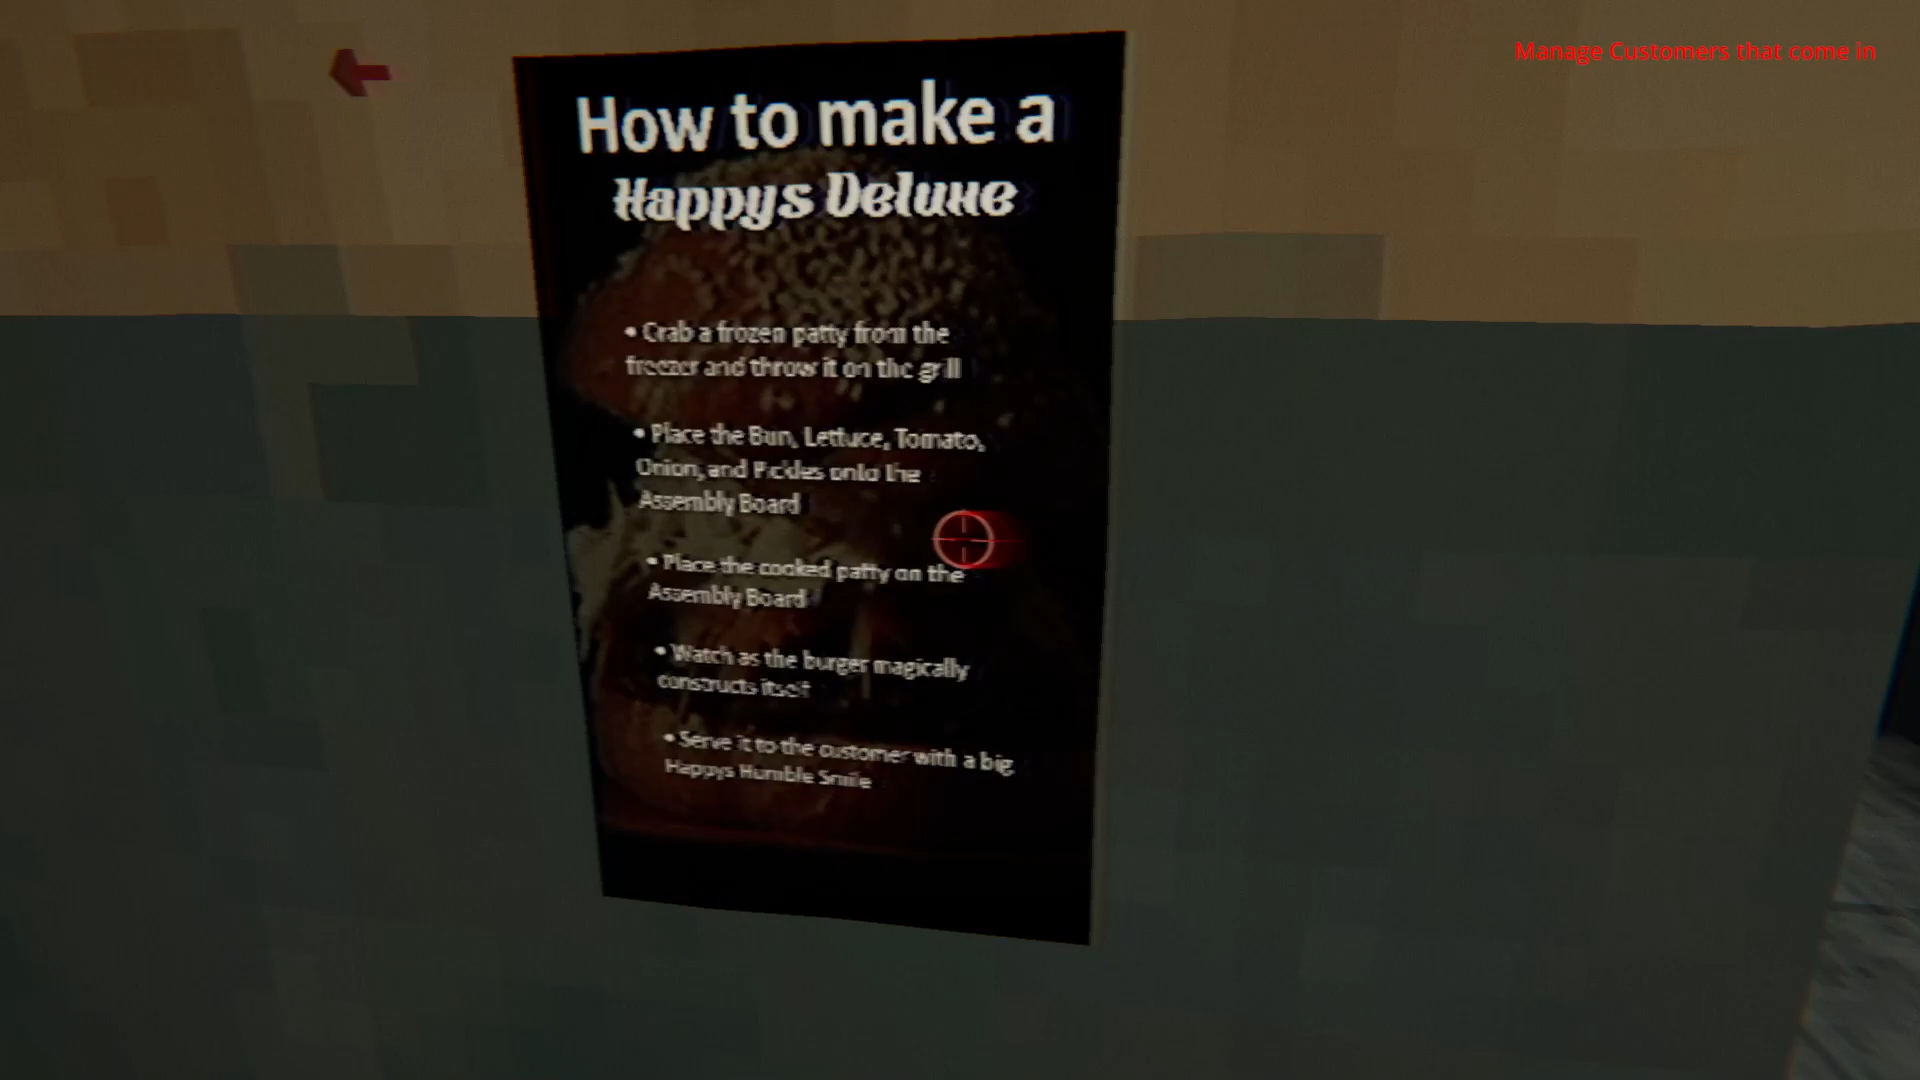 Manage Customers that come in
How to make a
Happys Deluxe
• Grab a frozen patty from the
freezer and throw it on the grill
• Place the Bun, Lettuce, Tomato,
Onion, and Pickles onto the
Assembly Board
• Place the cooked patty on the
Assembly Board
• Watch as the burger magically
constructs itself
• Serve it to the customer with a big
Happys Humble Smile